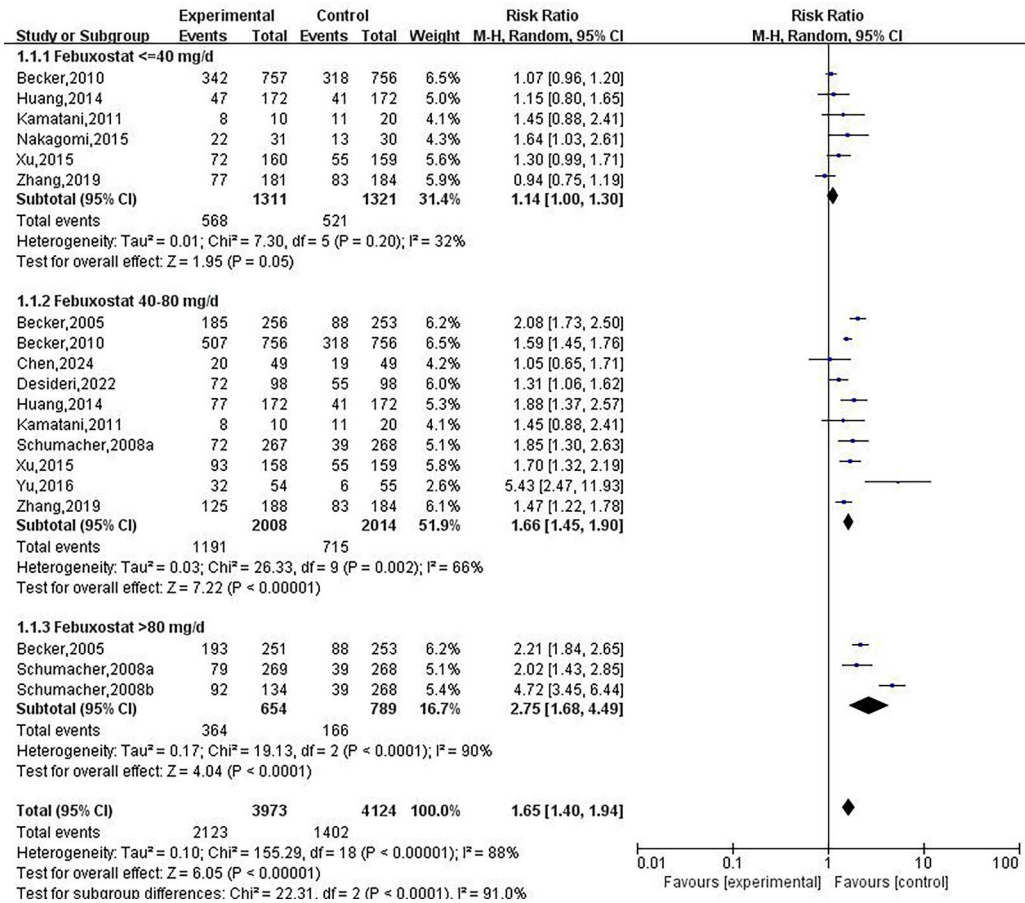 Experimental Control Risk Ratio Risk Ratio
Study or Subgroup Events Total Events Total Weight M-H, Random, 95% CI M-H, Random, 95% CI
1.1.1 Febuxostat <=40 mg/d
Becker,2010 342 757 318 756 6.5% 1.07 [0.96, 1.20]
Huang,2014 47 172 41 172 5.0% 1.15 [0.80, 1.65]
Kamatani,2011 8 10 11 20 4.1% 1.45 [0.88, 2.41]
Nakagomi,2015 22 31 13 30 4.3% 1.64 [1.03, 2.61]
Xu,2015 72 160 55 159 5.6% 1.30 [0.99, 1.71]
Zhang,2019 77 181 83 184 5.9% 0.94 [0.75, 1.19]
Subtotal (95% CI) 1311 1321 31.4% 1.14 [1.00, 1.30]
Total events 568 521
Heterogeneity: Tau² = 0.01; Chi² = 7.30, df = 5 (P = 0.20); I² = 32%
Test for overall effect: Z = 1.95 (P = 0.05)
1.1.2 Febuxostat 40-80 mg/d
Becker,2005 185 256 88 253 6.2% 2.08 [1.73, 2.50]
Becker,2010 507 756 318 756 6.6% 1.59 [1.45, 1.76]
Chen,2024 20 49 19 49 4.2% 1.05 [0.65, 1.71]
Desideri,2022 72 98 55 98 6.0% 1.31 [1.06, 1.62]
Huang,2014 77 172 41 172 5.3% 1.88 [1.37, 2.57]
Kamatani,2011 8 10 11 20 4.1% 1.45 [0.88, 2.41]
Schumacher,2008a 72 267 39 268 5.1% 1.85 [1.30, 2.63]
Xu,2015 93 158 55 159 5.8% 1.70 [1.32, 2.19]
Yu,2016 32 54 6 55 2.6% 5.43 [2.47, 11.93]
Zhang,2019 125 188 83 184 6.2% 1.47 [1.22, 1.78]
Subtotal (95% CI) 2008 2014 51.9% 1.66 [1.45, 1.90]
Total events 1191 715
Heterogeneity: Tau² = 0.03; Chi² = 26.33, df = 9 (P = 0.002); I² = 66%
Test for overall effect: Z = 7.22 (P < 0.00001)
1.1.3 Febuxostat >80 mg/d
Becker,2005 193 251 88 253 6.2% 2.21 [1.84, 2.65]
Schumacher,2008a 79 269 39 268 5.1% 2.02 [1.43, 2.85]
Schumacher,2008b 92 134 39 268 5.4% 4.72 [3.45, 6.44]
Subtotal (95% CI) 654 789 16.7% 2.75 [1.68, 4.49]
Total events 364 166
Heterogeneity: Tau² = 0.17; Chi² = 19.13, df = 2 (P < 0.0001); I² = 90%
Test for overall effect: Z = 4.04 (P < 0.0001)
Total (95% CI) 3973 4124 100.0% 1.65 [1.40, 1.94]
Total events 2123 1402
Heterogeneity: Tau² = 0.10; Chi² = 155.29, df = 18 (P < 0.00001); I² = 88%
Test for overall effect: Z = 6.05 (P < 0.00001)
Test for subgroup differences: Chi² = 22.31, df = 2 (P < 0.0001), I² = 91.0%
0.01 0.1 1 10 100
Favours [experimental] Favours [control]